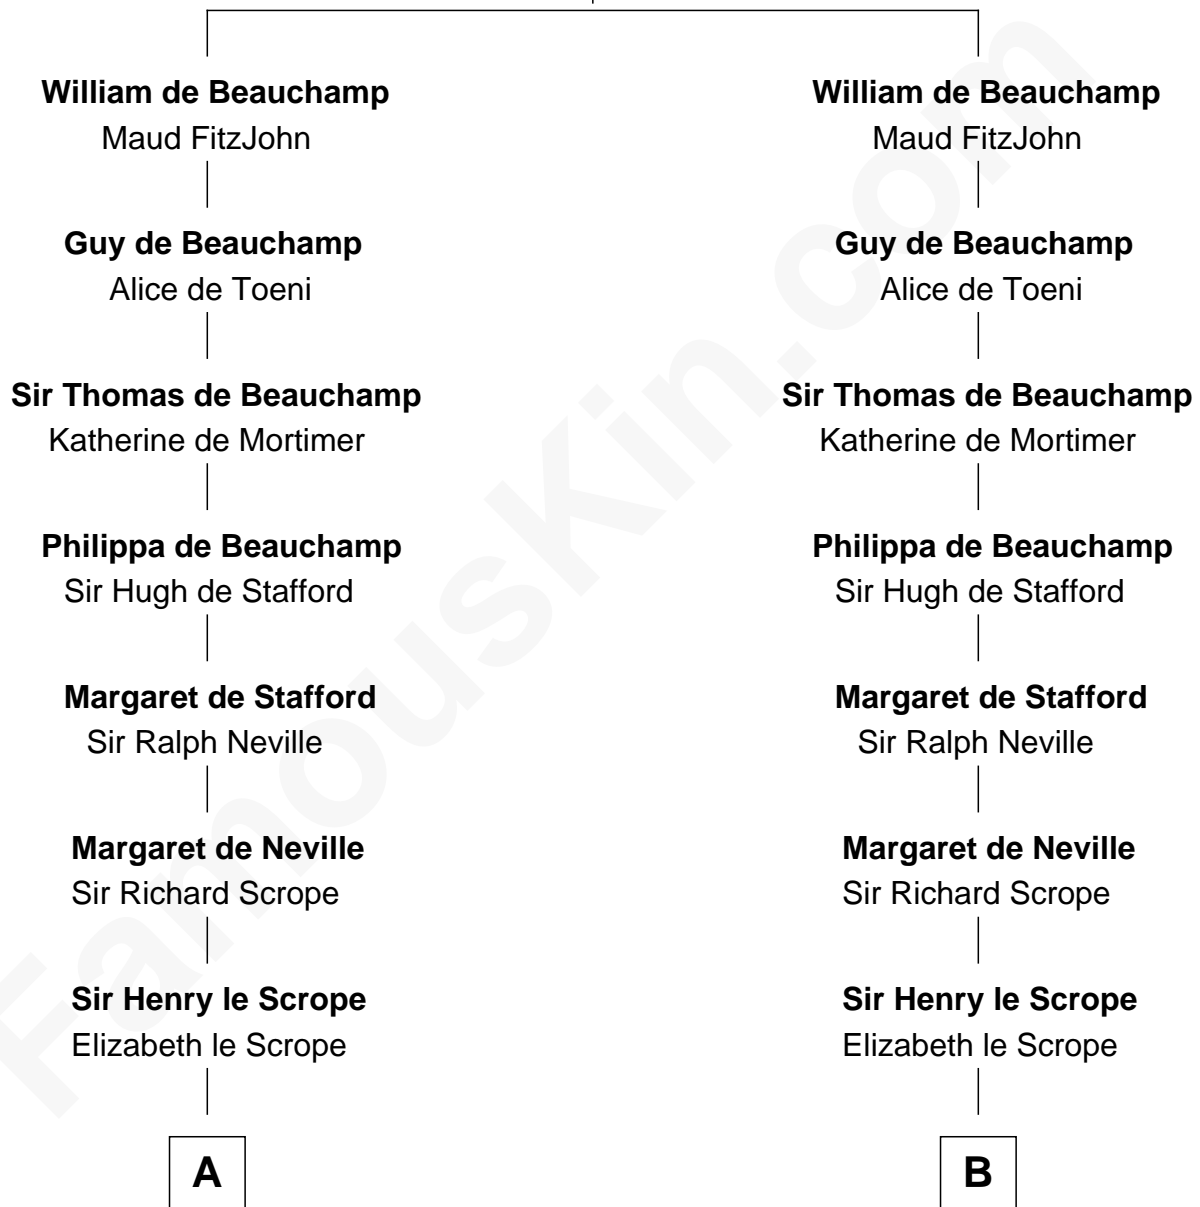 William de Beauchamp
Maud FitzJohn
Guy de Beauchamp
Alice de Toeni
Sir Thomas de Beauchamp
Katherine de Mortimer
Philippa de Beauchamp
Sir Hugh de Stafford
Margaret de Stafford
Sir Ralph Neville
Margaret de Neville
Sir Richard Scrope
Sir Henry le Scrope
Elizabeth le Scrope
A
William de Beauchamp
Maud FitzJohn
Guy de Beauchamp
Alice de Toeni
Sir Thomas de Beauchamp
Katherine de Mortimer
Philippa de Beauchamp
Sir Hugh de Stafford
Margaret de Stafford
Sir Ralph Neville
Margaret de Neville
Sir Richard Scrope
Sir Henry le Scrope
Elizabeth le Scrope
B
FamousKin.com